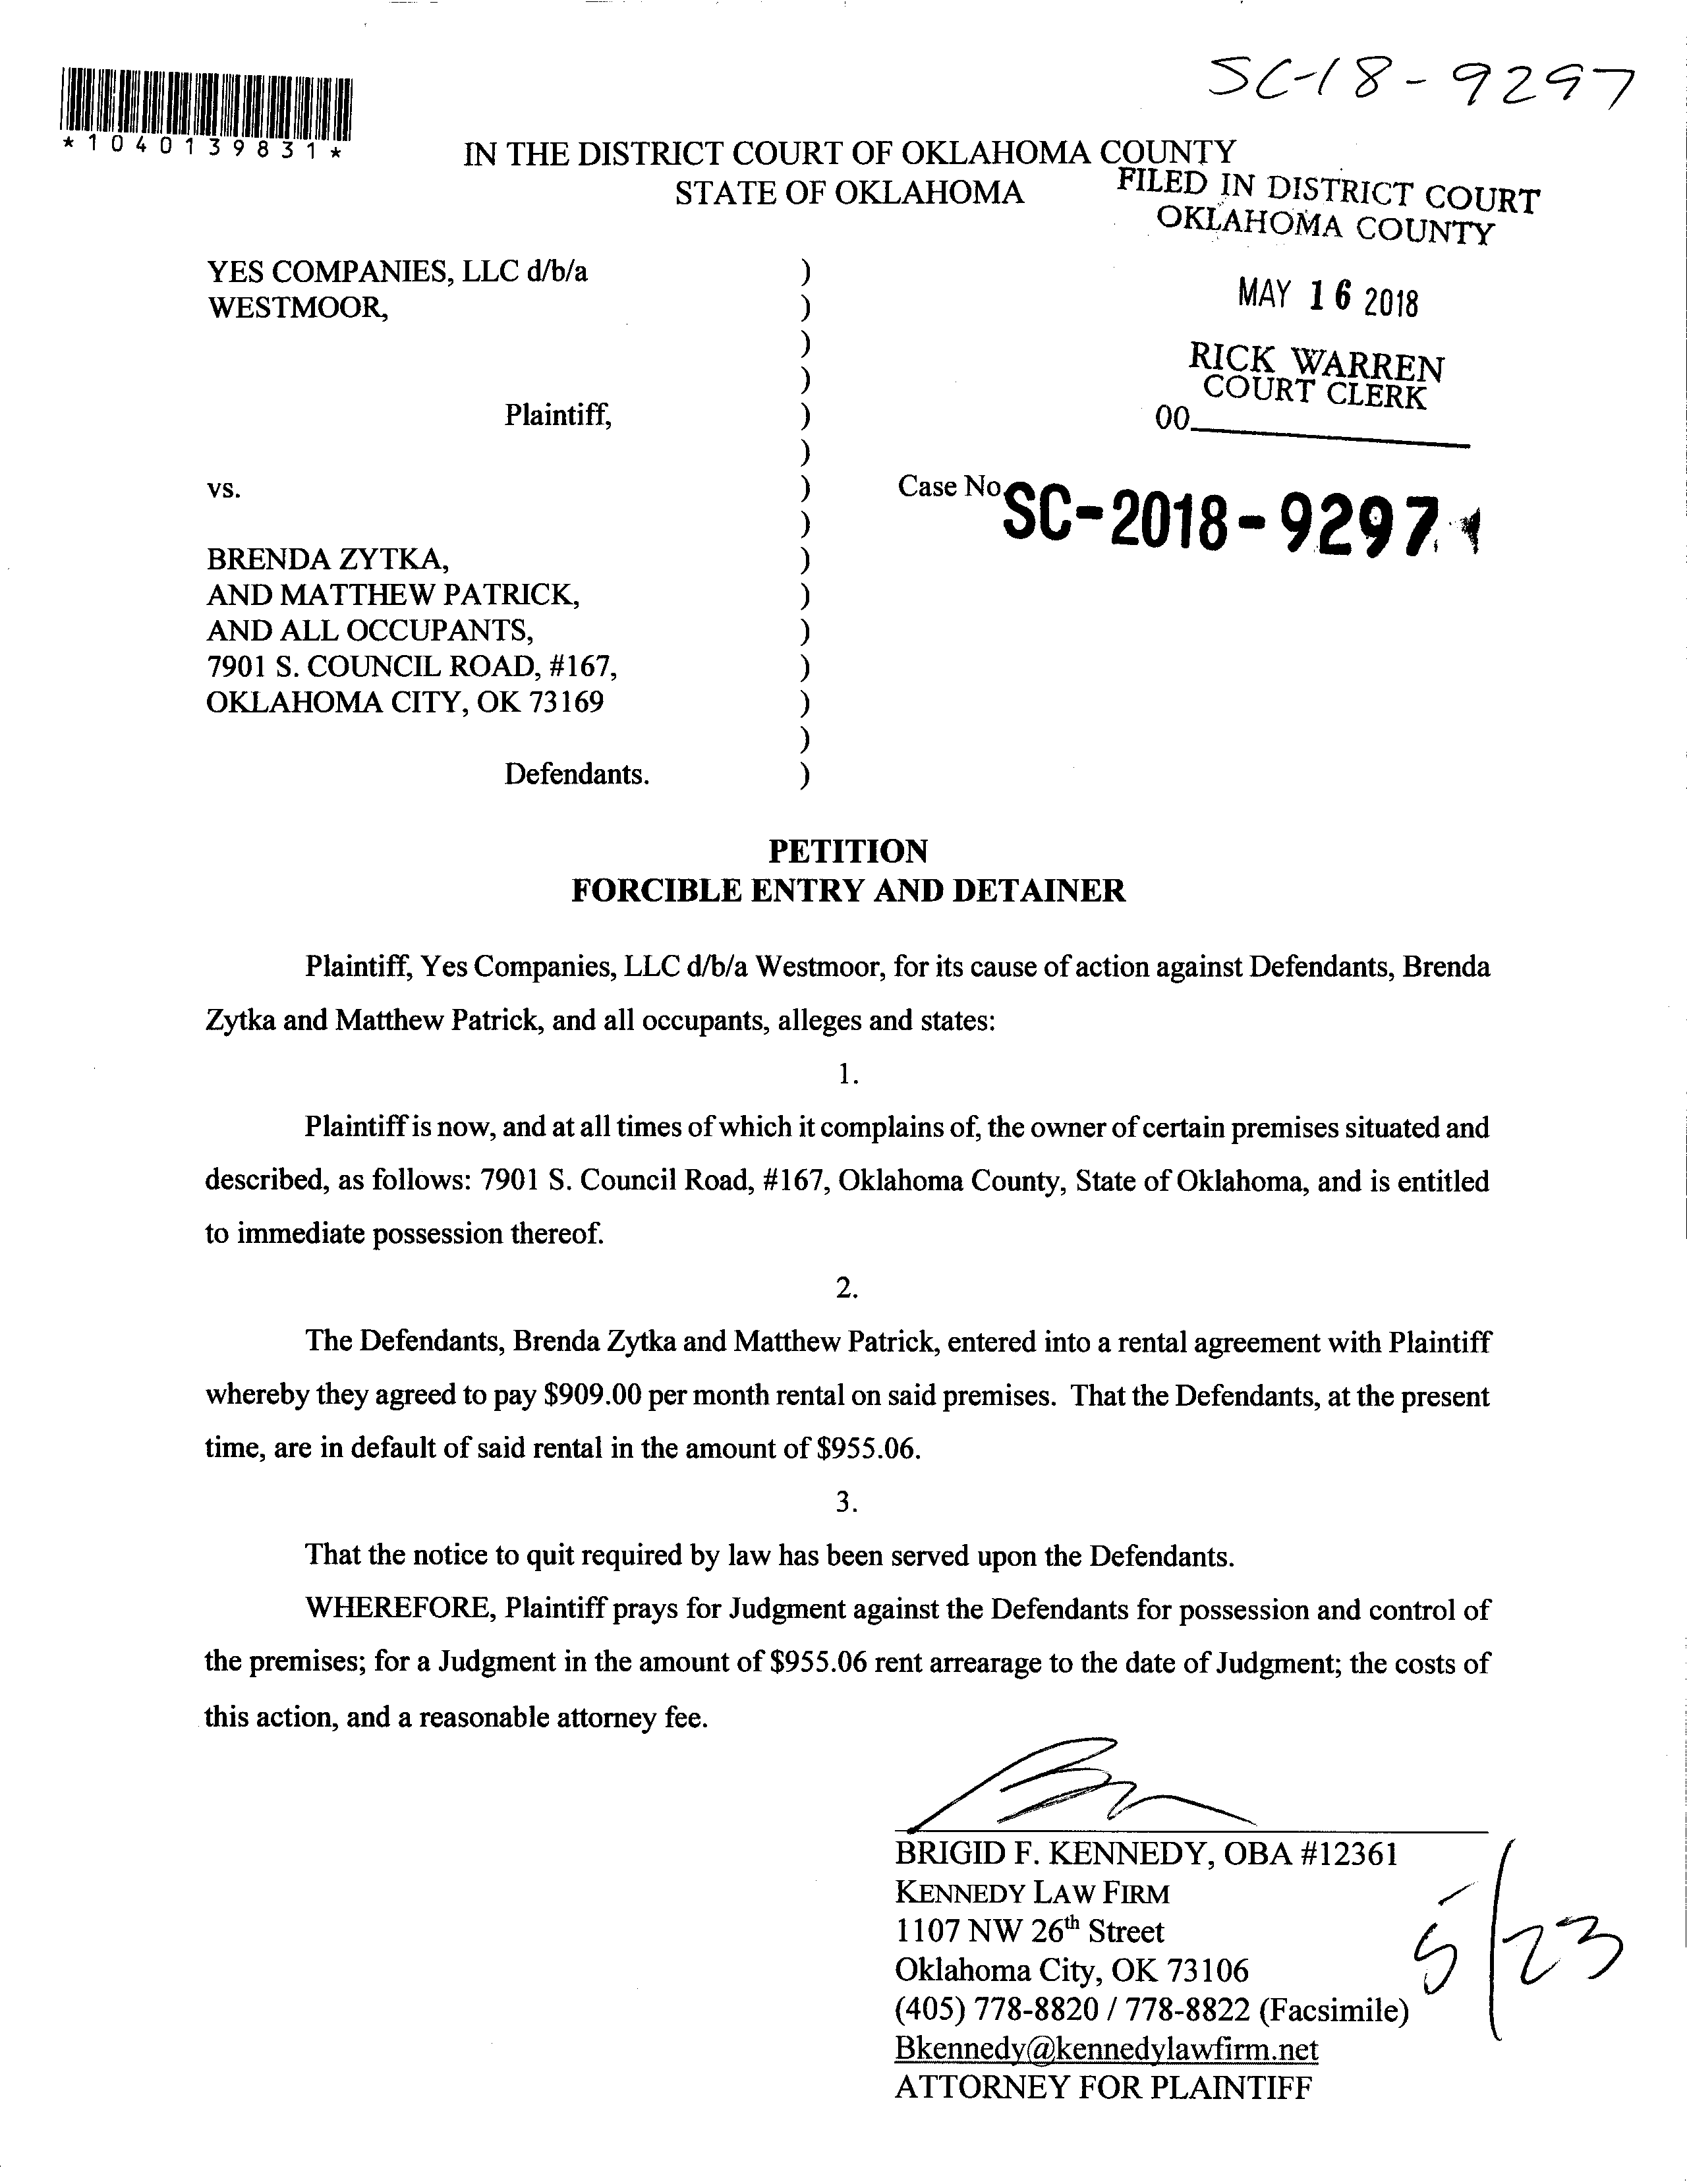 SC-18-9297
*1040139831*
IN THE DISTRICT COURT OF OKLAHOMA COUNTY
STATE OF OKLAHOMA
FILED IN DISTRICT COURT
OKLAHOMA COUNTY
MAY 16 2018
RICK WARREN
COURT CLERK
00
YES COMPANIES, LLC d/b/a )
WESTMOOR, )
)
)
Plaintiff, )
)
vs. ) Case No. SC-2018-9297
)
BRENDA ZYTKA, )
AND MATTHEW PATRICK, )
AND ALL OCCUPANTS, )
7901 S. COUNCIL ROAD, #167, )
OKLAHOMA CITY, OK 73169 )
)
Defendants. )
PETITION
FORCIBLE ENTRY AND DETAINER
Plaintiff, Yes Companies, LLC d/b/a Westmoor, for its cause of action against Defendants, Brenda
Zytka and Matthew Patrick, and all occupants, alleges and states:
1.
Plaintiff is now, and at all times of which it complains of, the owner of certain premises situated and
described, as follows: 7901 S. Council Road, #167, Oklahoma County, State of Oklahoma, and is entitled
to immediate possession thereof.
2.
The Defendants, Brenda Zytka and Matthew Patrick, entered into a rental agreement with Plaintiff
whereby they agreed to pay $909.00 per month rental on said premises. That the Defendants, at the present
time, are in default of said rental in the amount of $955.06.
3.
That the notice to quit required by law has been served upon the Defendants.
WHEREFORE, Plaintiff prays for Judgment against the Defendants for possession and control of
the premises; for a Judgment in the amount of $955.06 rent arrearage to the date of Judgment; the costs of
this action, and a reasonable attorney fee.
BRIGID F. KENNEDY, OBA #12361
KENNEDY LAW FIRM
1107 NW 26th Street
Oklahoma City, OK 73106
(405) 778-8820 / 778-8822 (Facsimile)
Bkennedy@kennedylawfirm.net
ATTORNEY FOR PLAINTIFF
5/23